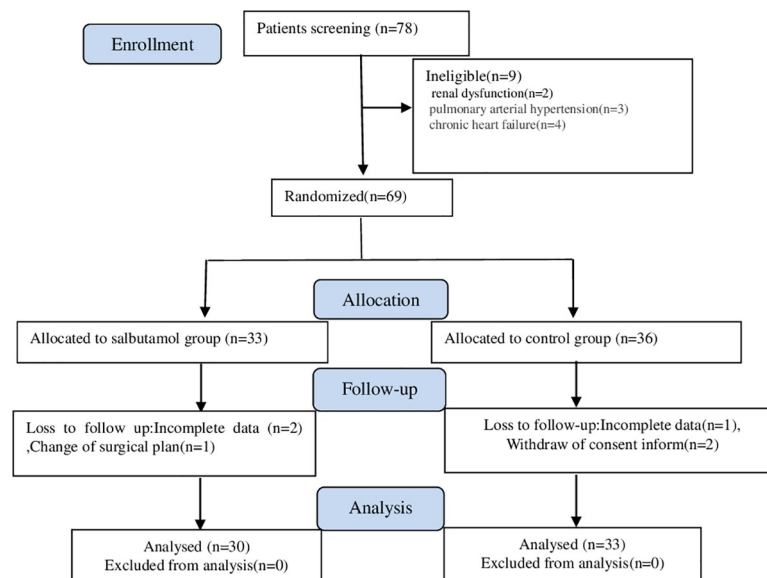 Enrollment
Patients screening (n=78)
Ineligible(n=9)
renal dysfunction(n=2)
pulmonary arterial hypertension(n=3)
chronic heart failure(n=4)
Randomized(n=69)
Allocation
Allocated to salbutamol group (n=33)
Allocated to control group (n=36)
Follow-up
Loss to follow up:Incomplete data (n=2)
,Change of surgical plan(n=1)
Loss to follow-up:Incomplete data(n=1),
Withdraw of consent inform(n=2)
Analysis
Analysed (n=30)
Excluded from analysis(n=0)
Analysed (n=33)
Excluded from analysis(n=0)